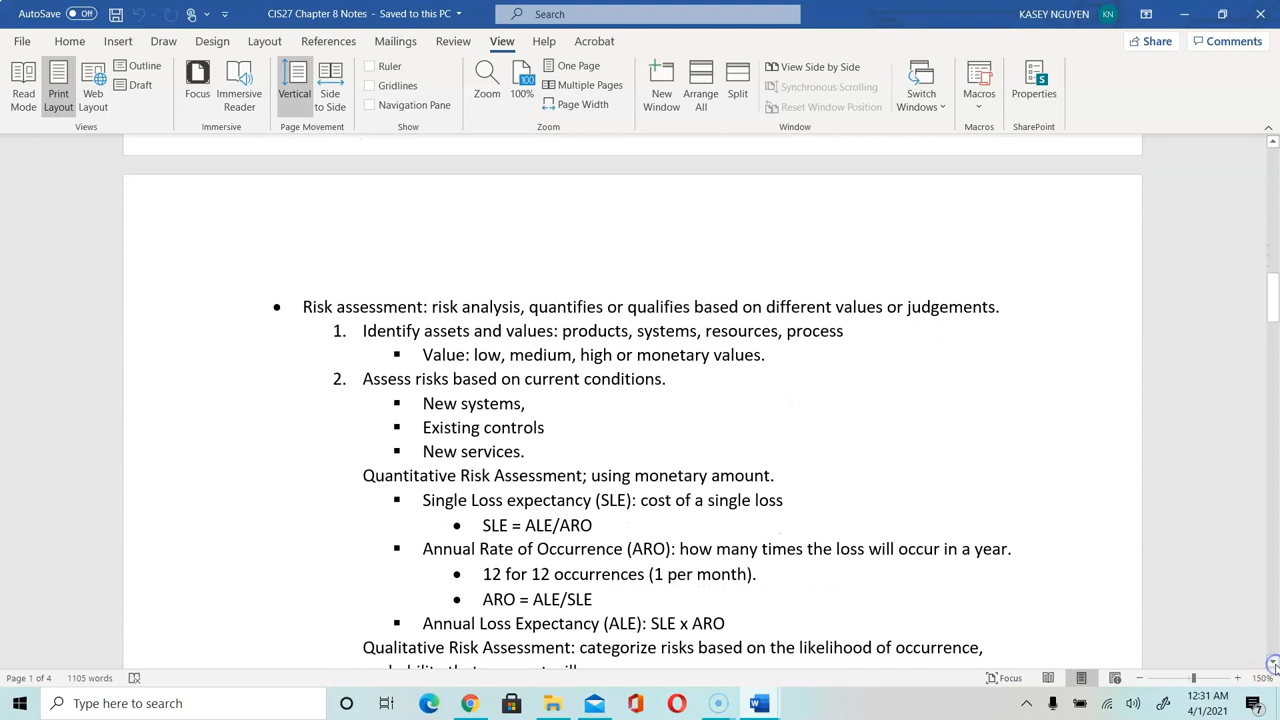 AutoSave Off CIS27 Chapter 8 Notes - Saved to this PC Search KASEY NGUYEN KN
File Home Insert Draw Design Layout References Mailings Review View Help Acrobat Share Comments
Read Mode Print Layout Web Layout Outline Draft
Views
Focus Immersive Reader
Immersive
Vertical Side to Side
Page Movement
Ruler Gridlines Navigation Pane
Show
Zoom 100 100% One Page Multiple Pages Page Width
Zoom
New Window Arrange All Split View Side by Side Synchronous Scrolling Reset Window Position Switch Windows
Window
Macros
Macros
Properties
SharePoint
• Risk assessment: risk analysis, quantifies or qualifies based on different values or judgements.
1. Identify assets and values: products, systems, resources, process
▪ Value: low, medium, high or monetary values.
2. Assess risks based on current conditions.
▪ New systems,
▪ Existing controls
▪ New services.
Quantitative Risk Assessment; using monetary amount.
▪ Single Loss expectancy (SLE): cost of a single loss
• SLE = ALE/ARO
▪ Annual Rate of Occurrence (ARO): how many times the loss will occur in a year.
• 12 for 12 occurrences (1 per month).
• ARO = ALE/SLE
▪ Annual Loss Expectancy (ALE): SLE x ARO
Qualitative Risk Assessment: categorize risks based on the likelihood of occurrence,
Page 1 of 4 1105 words Focus 150%
Type here to search 12:31 AM
4/1/2021 7